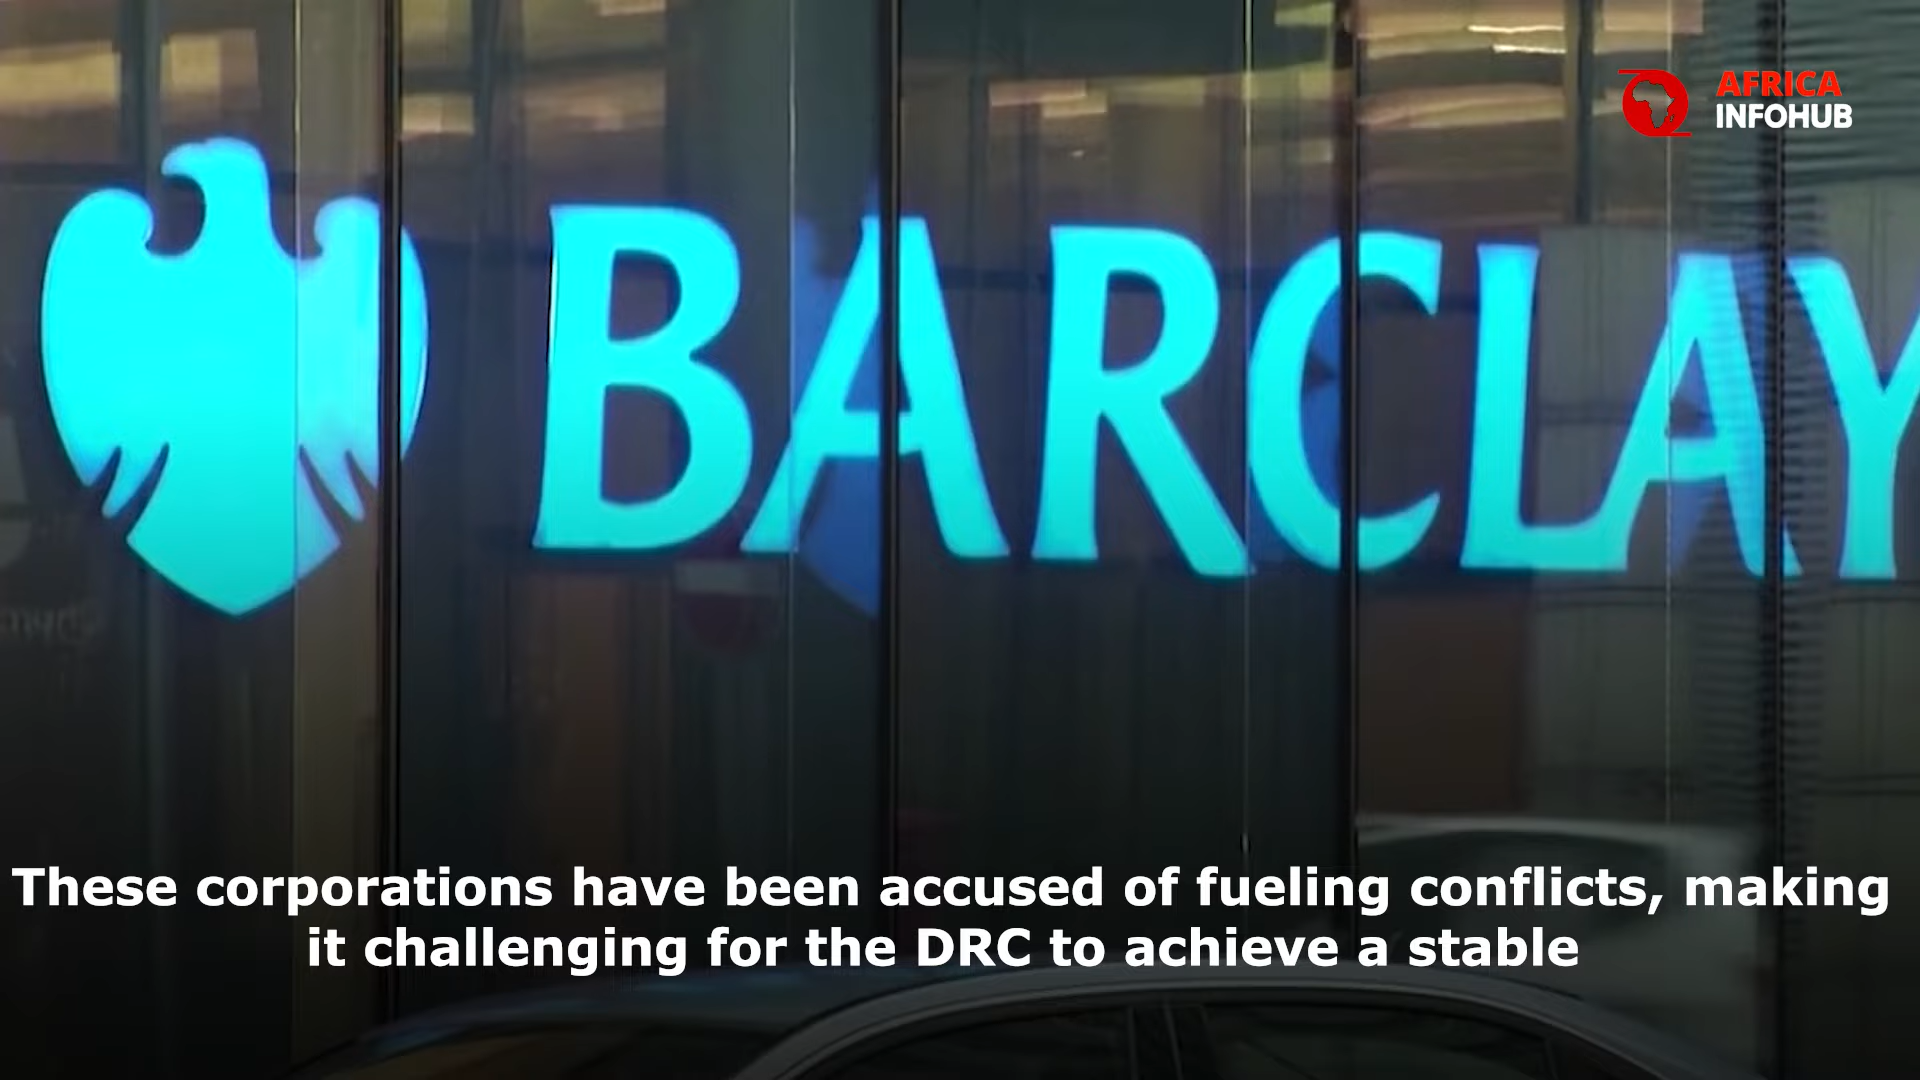 AFRICA
INFOHUB
BARCLAY
These corporations have been accused of fueling conflicts, making
it challenging for the DRC to achieve a stable